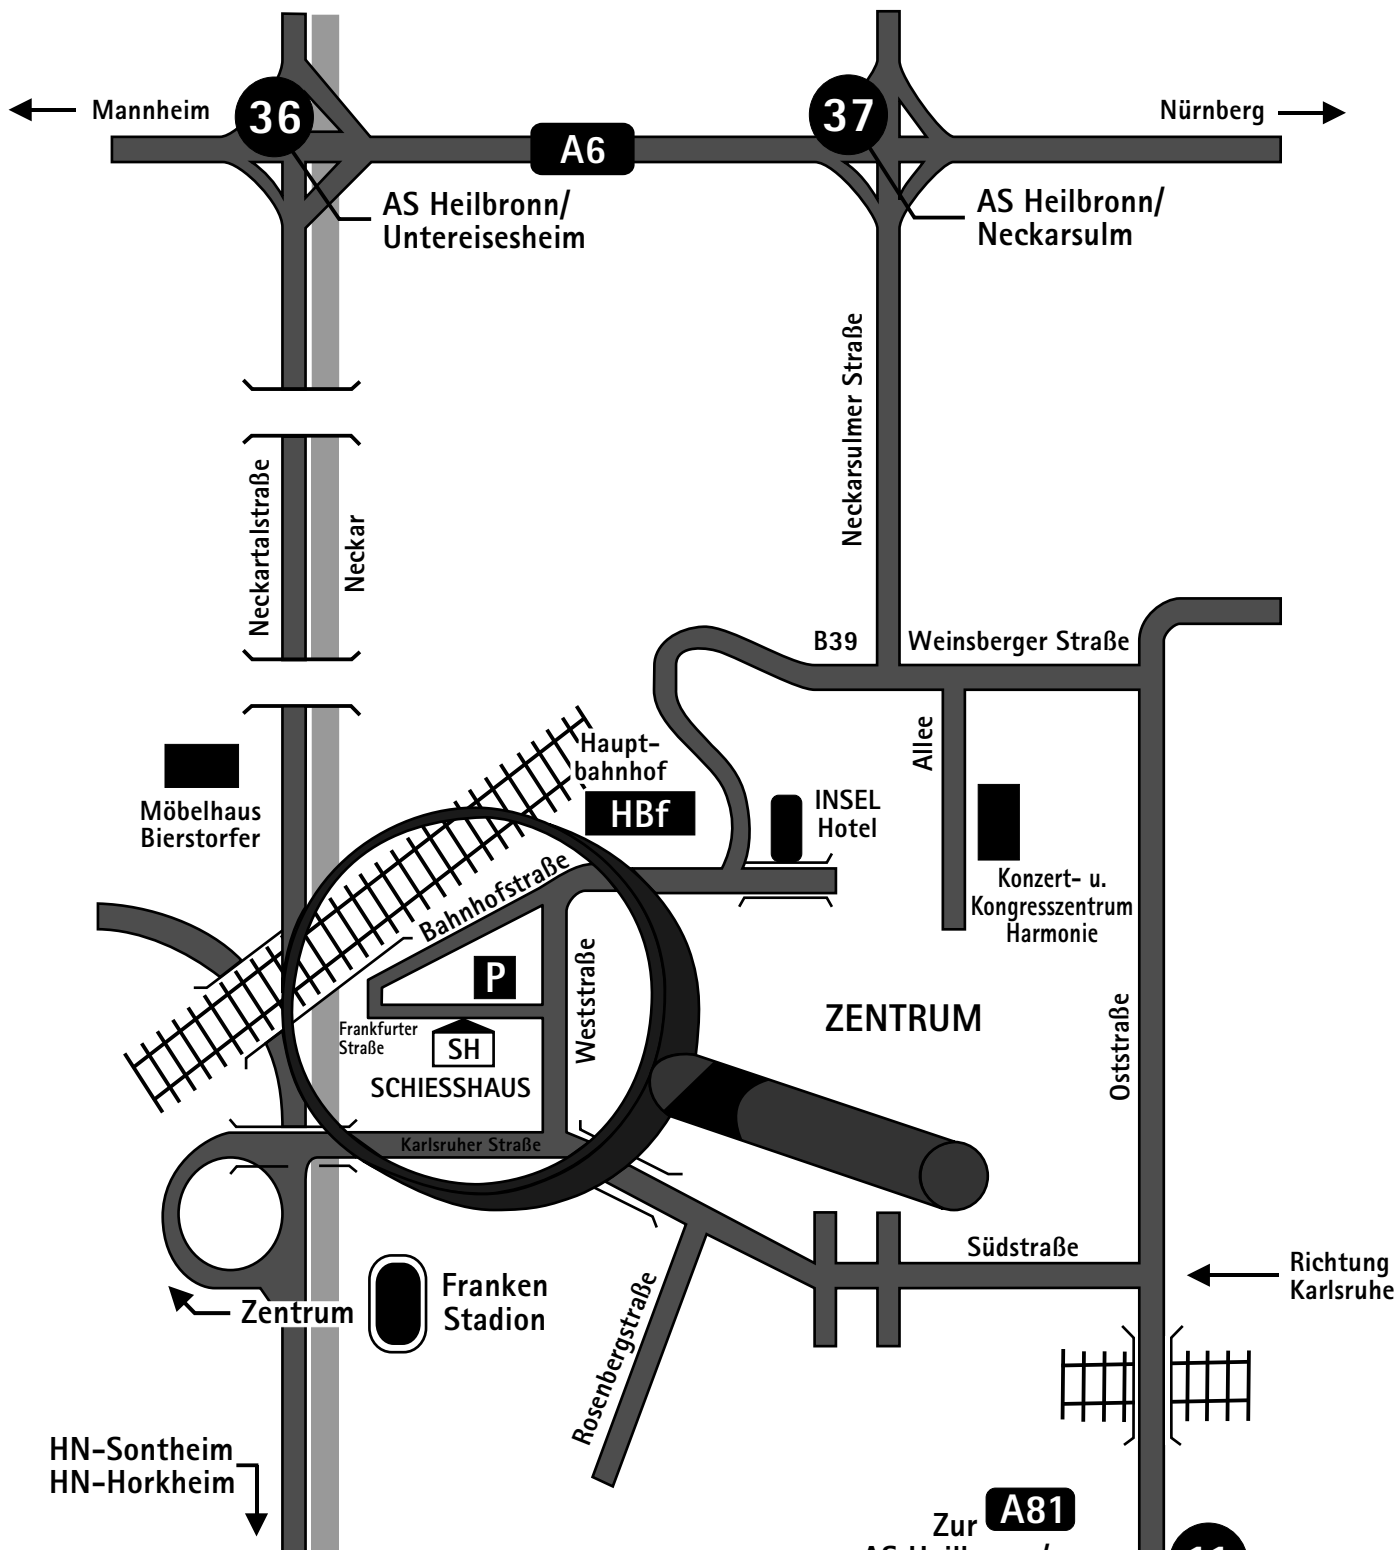 Mannheim
36
A6
37
Nürnberg
AS Heilbronn/
Untereisesheim
AS Heilbronn/
Neckarsulm
Neckarsulmer Straße
Neckartalstraße
Neckar
B39
Weinsberger Straße
Allee
Haupt-
bahnhof
HBf
INSEL
Hotel
Möbelhaus
Bierstorfer
Konzert- u.
Kongresszentrum
Harmonie
Bahnhofstraße
P
Weststraße
Frankfurter
Straße
SH
SCHIESSHAUS
ZENTRUM
Oststraße
Karlsruher Straße
Südstraße
Richtung
Karlsruhe
Zentrum
Franken
Stadion
Rosenbergstraße
HN-Sontheim
HN-Horkheim
Zur
A81